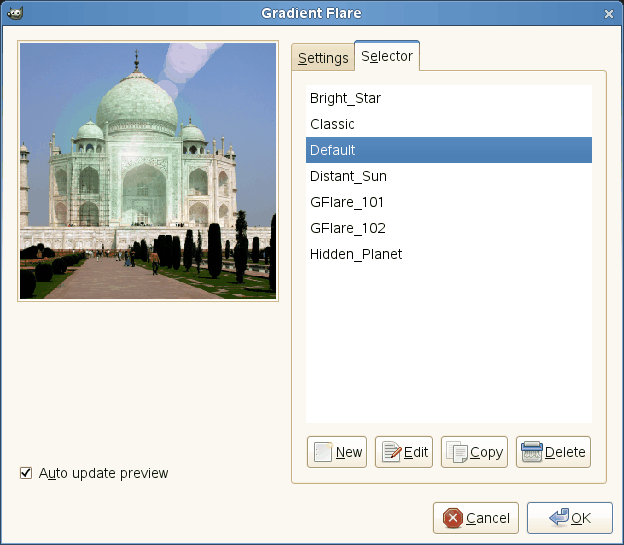 Gradient Flare
Settings
Selector
Bright_Star
Classic
Default
Distant_Sun
GFlare_101
GFlare_102
Hidden_Planet
New
Edit
Copy
Delete
Auto update preview
Cancel
OK